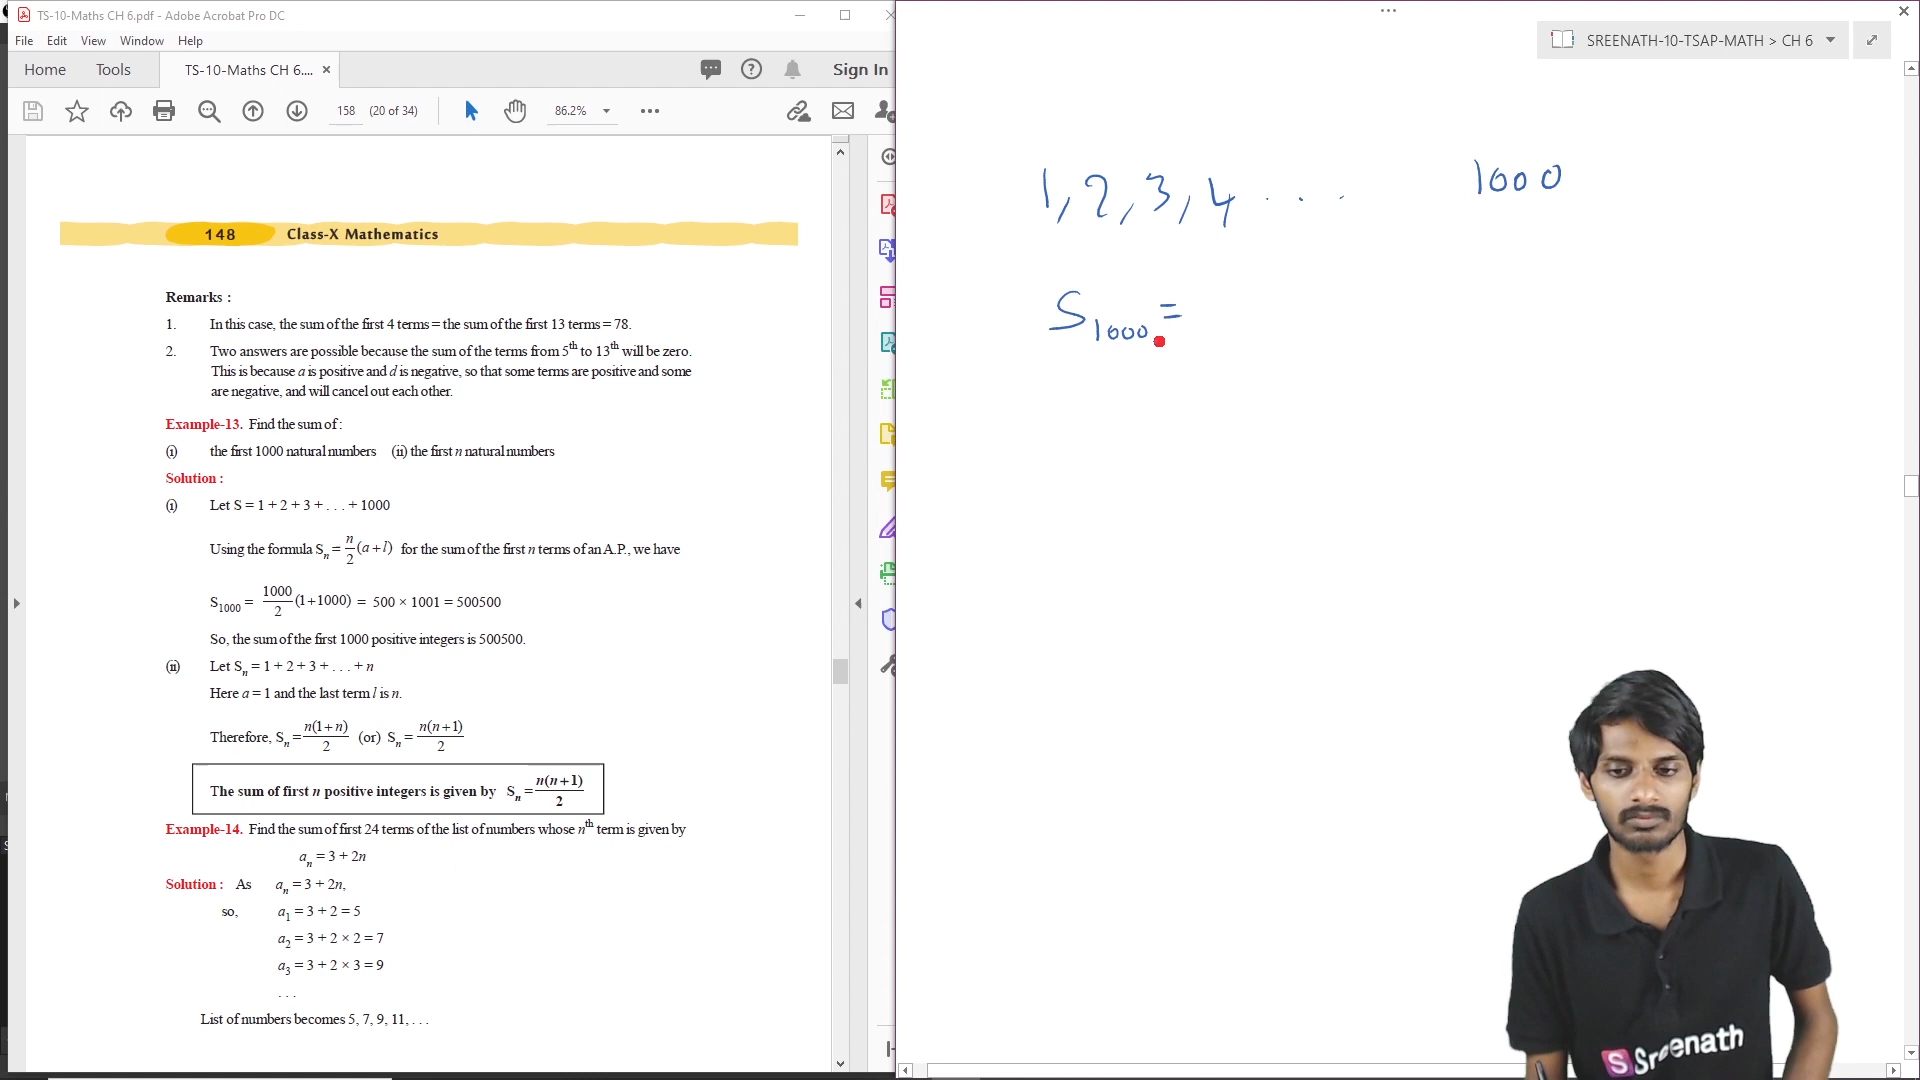 TS-10-Maths CH 6.pdf - Adobe Acrobat Pro DC
File Edit View Window Help
Home Tools TS-10-Maths CH 6.... × Sign In
158 (20 of 34) 86.2%
148 Class-X Mathematics
Remarks :
1. In this case, the sum of the first 4 terms = the sum of the first 13 terms = 78.
2. Two answers are possible because the sum of the terms from 5th to 13th will be zero.
This is because a is positive and d is negative, so that some terms are positive and some
are negative, and will cancel out each other.
Example-13. Find the sum of :
(i) the first 1000 natural numbers (ii) the first n natural numbers
Solution :
(i) Let S = 1 + 2 + 3 + . . . + 1000
Using the formula Sn = n/2 (a + l) for the sum of the first n terms of an A.P., we have
S1000 = 1000/2 (1+1000) = 500 × 1001 = 500500
So, the sum of the first 1000 positive integers is 500500.
(ii) Let Sn = 1 + 2 + 3 + . . . + n
Here a = 1 and the last term l is n.
Therefore, Sn = n(1+n)/2 (or) Sn = n(n+1)/2
The sum of first n positive integers is given by Sn = n(n+1)/2
Example-14. Find the sum of first 24 terms of the list of numbers whose nth term is given by
an = 3 + 2n
Solution : As an = 3 + 2n,
so, a1 = 3 + 2 = 5
a2 = 3 + 2 × 2 = 7
a3 = 3 + 2 × 3 = 9
. . .
List of numbers becomes 5, 7, 9, 11, . . .
SREENATH-10-TSAP-MATH > CH 6
1, 2, 3, 4 . . . 1000
S1000 =
S Sreenath